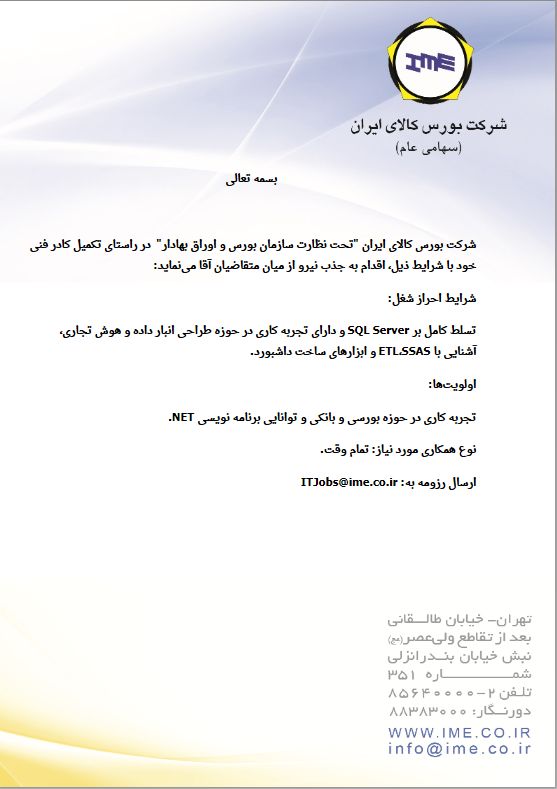 IME
شرکت بورس کالای ایران
(سهامی عام)
بسمه تعالی
شرکت بورس کالای ایران "تحت نظارت سازمان بورس و اوراق بهادار" در راستای تکمیل کادر فنی
خود با شرایط ذیل، اقدام به جذب نیرو از میان متقاضیان آقا می‌نماید:
شرایط احراز شغل:
تسلط کامل بر SQL Server و دارای تجربه کاری در حوزه طراحی انبار داده و هوش تجاری،
آشنایی با ETL،SSAS و ابزارهای ساخت داشبورد.
اولویت‌ها:
تجربه کاری در حوزه بورسی و بانکی و توانایی برنامه نویسی NET.
نوع همکاری مورد نیاز: تمام وقت.
ارسال رزومه به: ITJobs@ime.co.ir
تهران- خیابان طالقانی
بعد از تقاطع ولی‌عصر(عج)
نبش خیابان بندرانزلی
شماره ۳۵۱
تلفن ۲-۸۵۶۴۰۰۰۰
دورنگار: ۸۸۳۸۳۰۰۰
WWW.IME.CO.IR
info@ime.co.ir